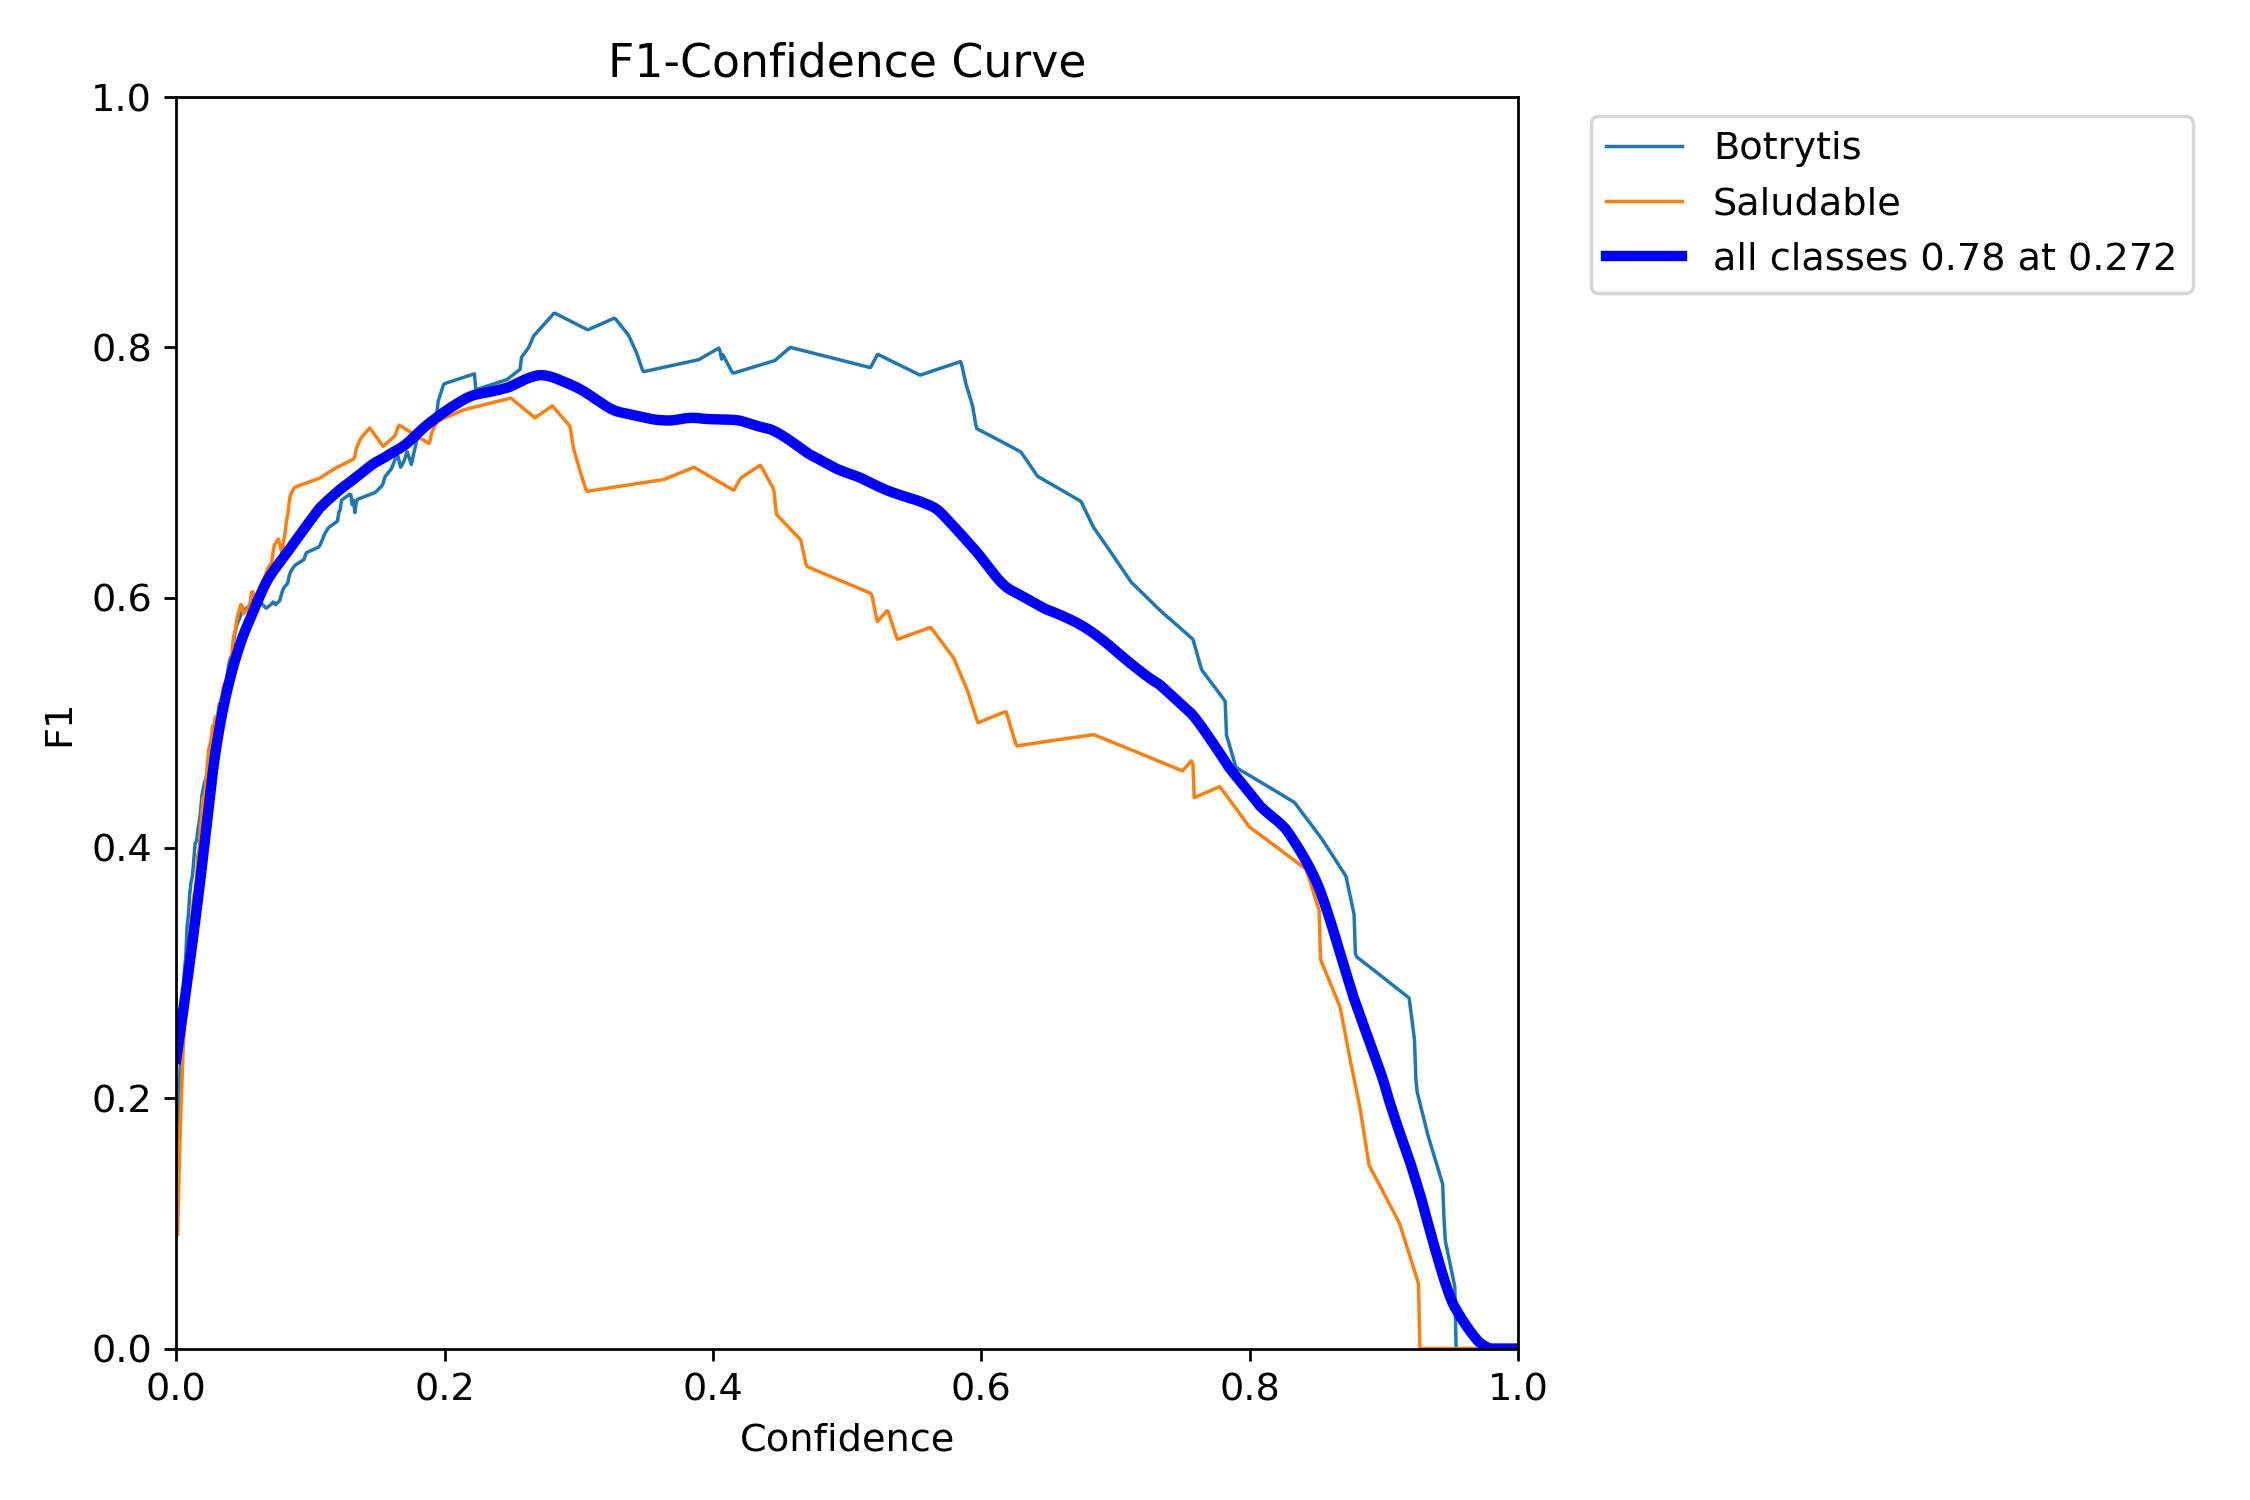 F1-Confidence Curve
1.0
0.8
0.6
0.4
0.2
0.0
F1
0.0 0.2 0.4 0.6 0.8 1.0
Confidence
Botrytis
Saludable
all classes 0.78 at 0.272